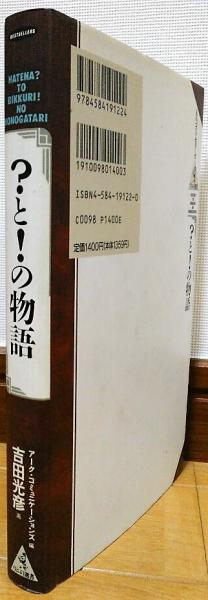 BESTSELLERS
HATENA?
TO
BIKKURI!
NO
MONOGATARI
?と!の物語
アーク・コミュニケーションズ 編
吉田光彦
画
9784584191224
1910098014003
ISBN4-584-19122-0
C0098 P1400E
定価1400円(本体1359円)
?と!の物語